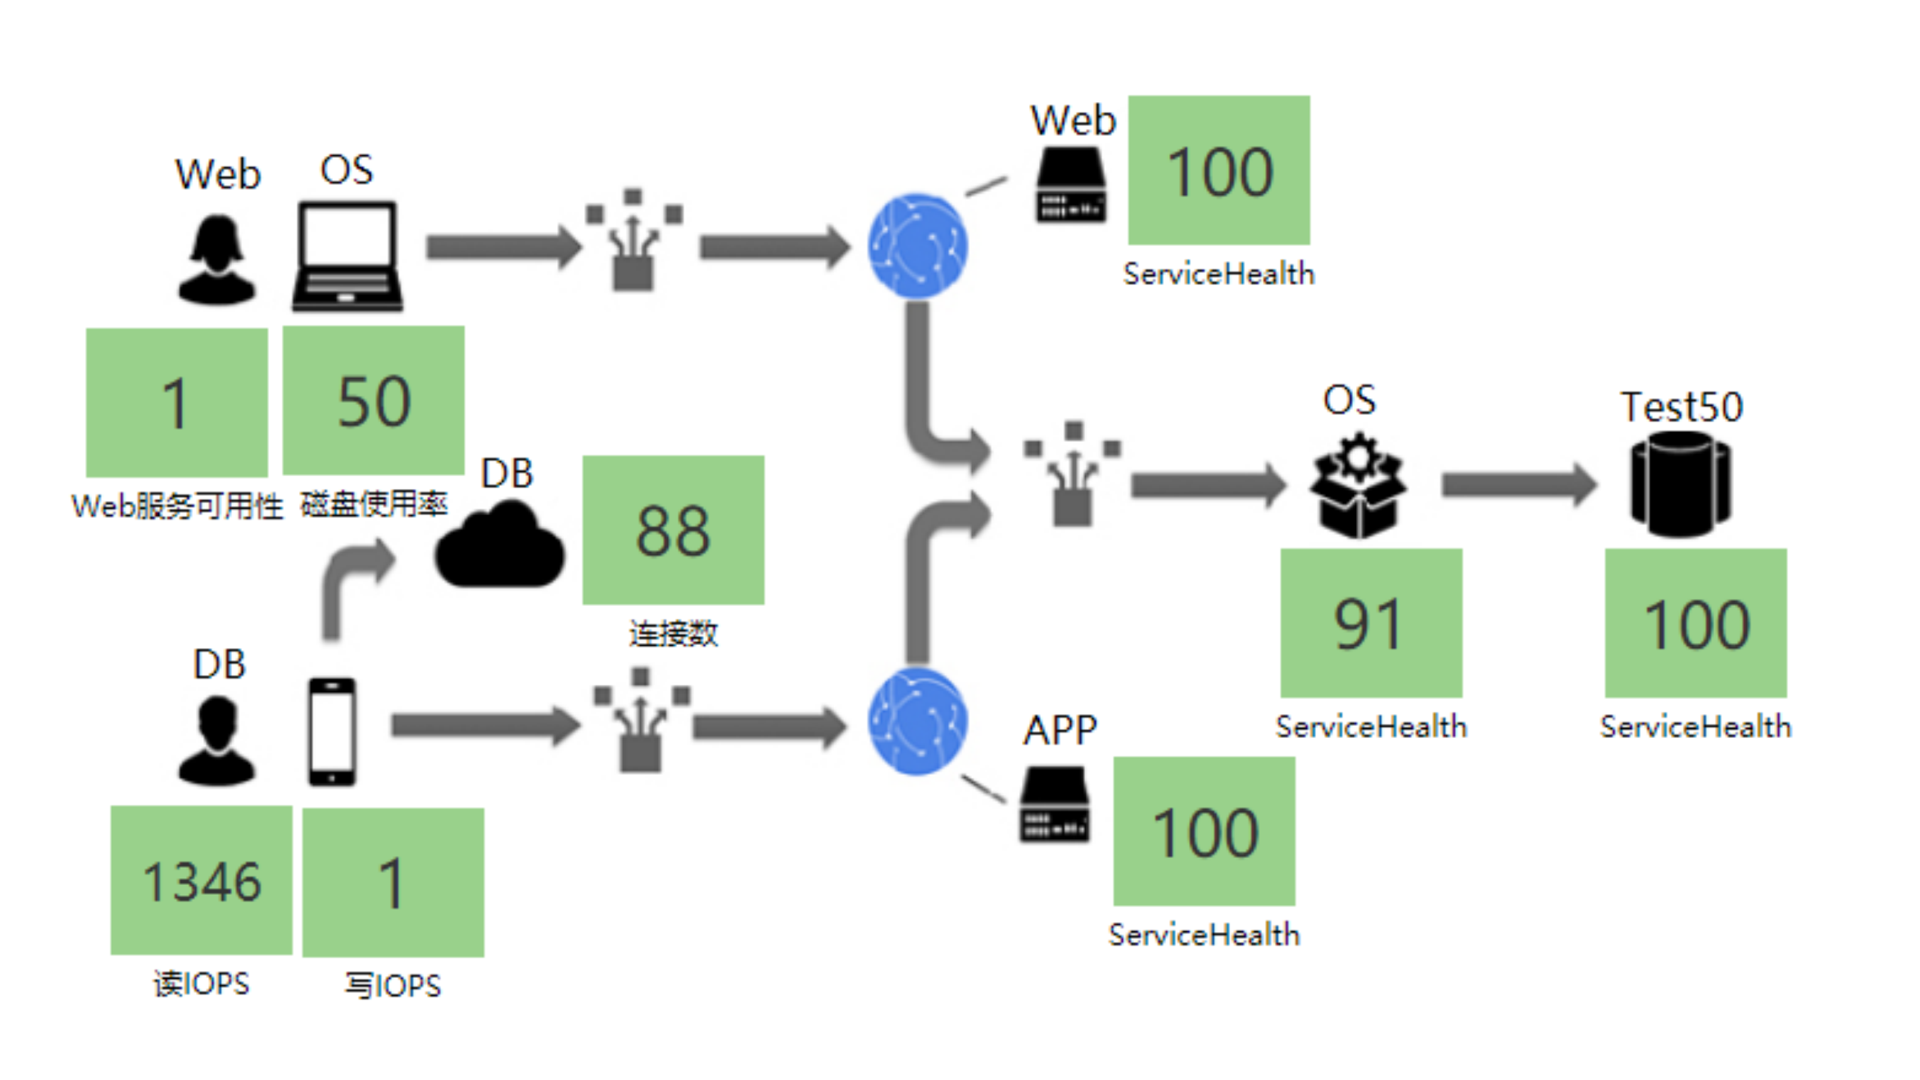 Web
100
ServiceHealth
Web
OS
1
50
Web服务可用性
磁盘使用率
DB
88
连接数
OS
Test50
91
100
ServiceHealth
ServiceHealth
DB
1346
1
读IOPS
写IOPS
APP
100
ServiceHealth